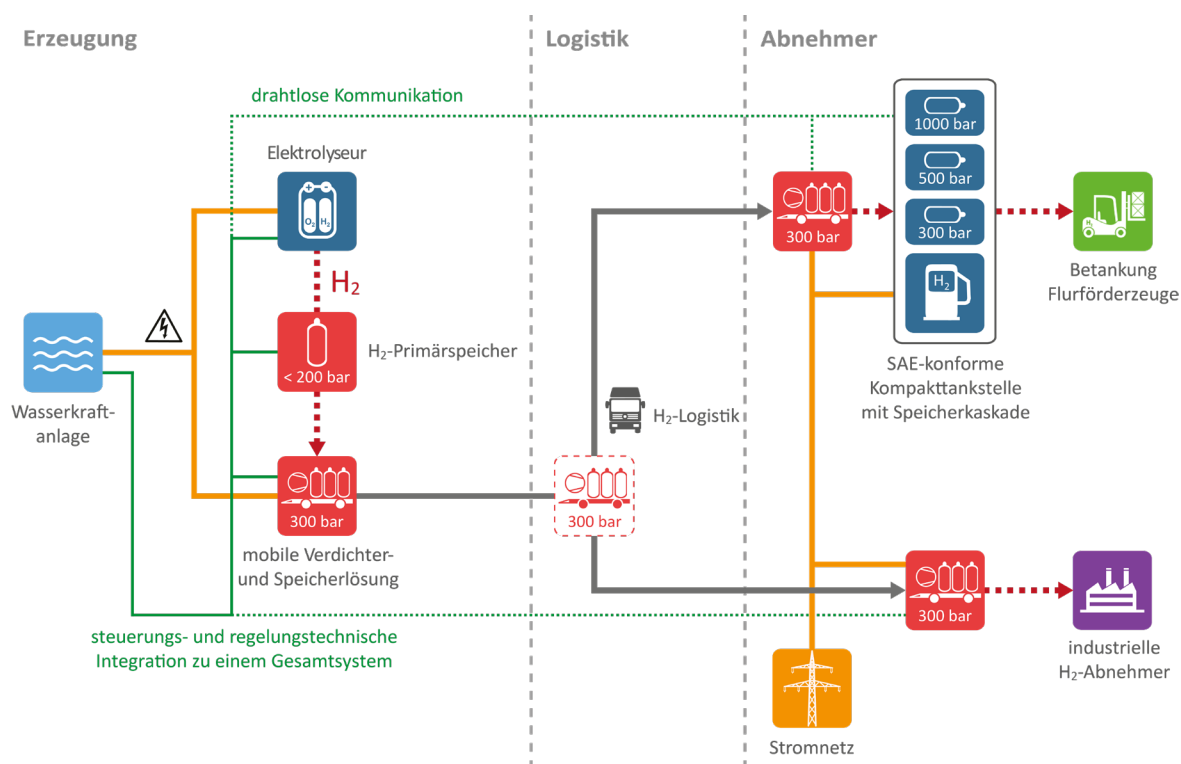 Erzeugung
Logistik
Abnehmer
drahtlose Kommunikation
Elektrolyseur
O₂ H₂
H₂
< 200 bar
H₂-Primärspeicher
Wasserkraft-
anlage
300 bar
mobile Verdichter-
und Speicherlösung
steuerungs- und regelungstechnische
Integration zu einem Gesamtsystem
H₂-Logistik
300 bar
300 bar
1000 bar
500 bar
300 bar
H₂
SAE-konforme
Kompakttankstelle
mit Speicherkaskade
H₂
Betankung
Flurförderzeuge
300 bar
industrielle
H₂-Abnehmer
Stromnetz